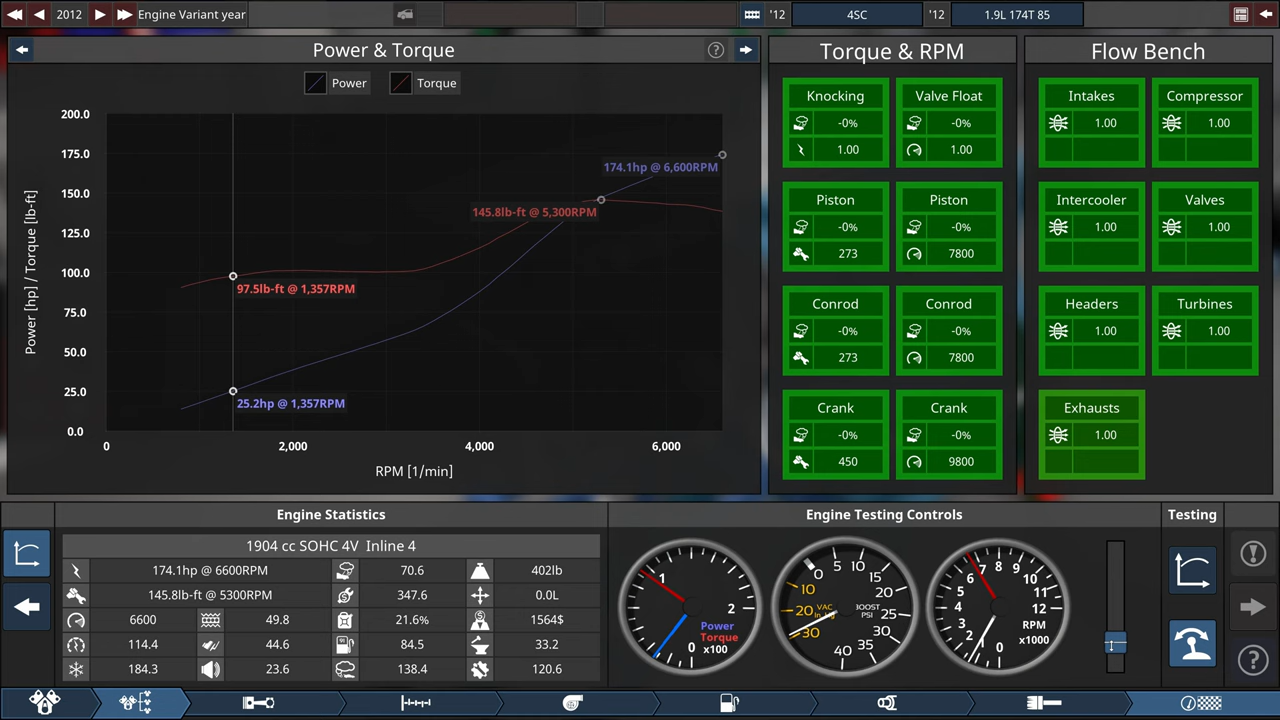 2012 Engine Variant year '12 4SC '12 1.9L 174T 85
Power & Torque
?
Power Torque
200.0
175.0
150.0
125.0
100.0
75.0
50.0
25.0
0.0
Power [hp] / Torque [lb-ft]
174.1hp @ 6,600RPM
145.8lb-ft @ 5,300RPM
97.5lb-ft @ 1,357RPM
25.2hp @ 1,357RPM
0 2,000 4,000 6,000
RPM [1/min]
Torque & RPM
Knocking Valve Float
-0% -0%
1.00 1.00
Piston Piston
-0% -0%
273 7800
Conrod Conrod
-0% -0%
273 7800
Crank Crank
-0% -0%
450 9800
Flow Bench
Intakes Compressor
1.00 1.00
Intercooler Valves
1.00 1.00
Headers Turbines
1.00 1.00
Exhausts
1.00
Engine Statistics
1904 cc SOHC 4V Inline 4
174.1hp @ 6600RPM 70.6 402lb
145.8lb-ft @ 5300RPM 347.6 0.0L
6600 49.8 21.6% 1564$
114.4 44.6 84.5 33.2
184.3 23.6 138.4 120.6
Engine Testing Controls
0 1 2
Power
Torque
x100
0 5 10 15 20 25 30 35 40
10 20 30
VAC
in.Hg
BOOST
PSI
0 1 2 3 4 5 6 7 8 9 10 11 12
RPM
x1000
Testing
!
?